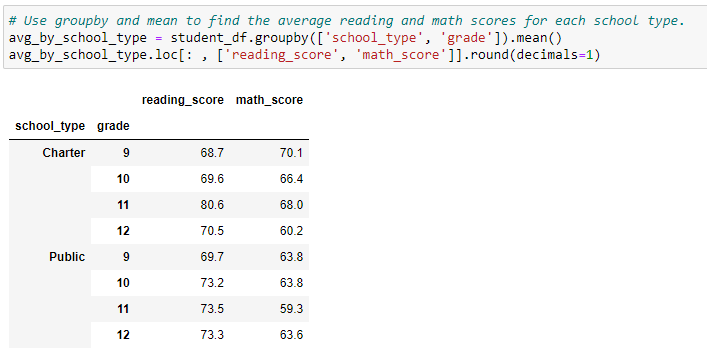 # Use groupby and mean to find the average reading and math scores for each school type.
avg_by_school_type = student_df.groupby(['school_type', 'grade']).mean()
avg_by_school_type.loc[: , ['reading_score', 'math_score']].round(decimals=1)
reading_score math_score
school_type grade
Charter 9 68.7 70.1
10 69.6 66.4
11 80.6 68.0
12 70.5 60.2
Public 9 69.7 63.8
10 73.2 63.8
11 73.5 59.3
12 73.3 63.6